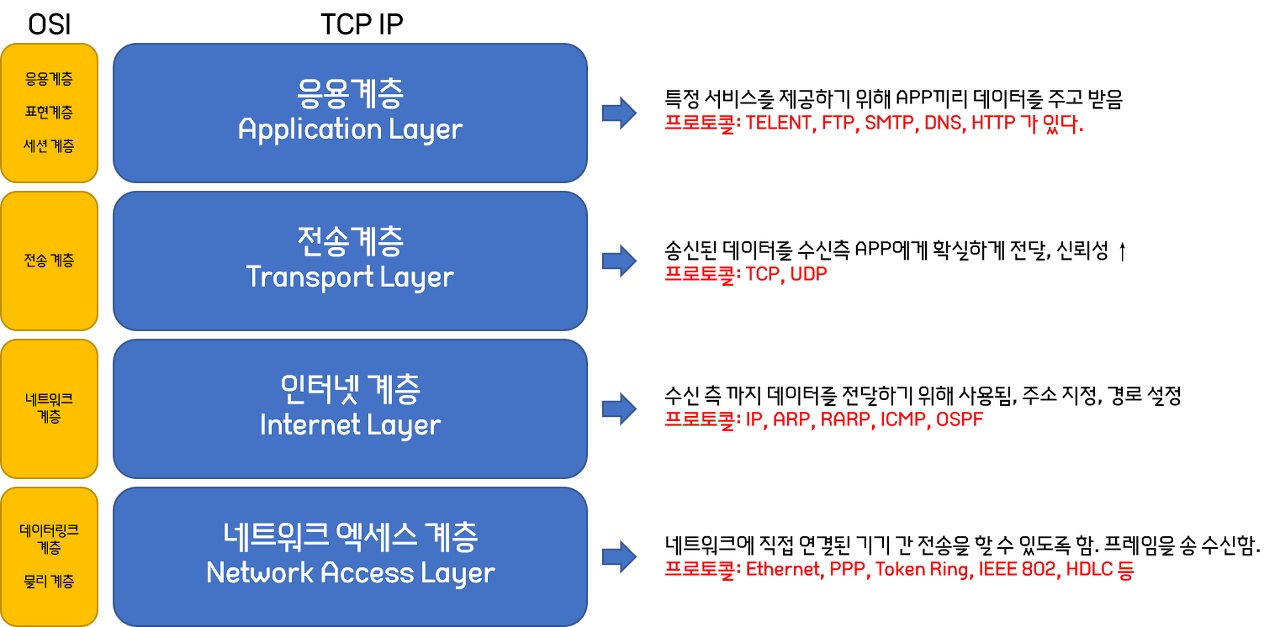 OSI
TCP IP
응용계층
표현계층
세션 계층
응용계층
Application Layer
특정 서비스를 제공하기 위해 APP끼리 데이터를 주고 받음
프로토콜: TELENT, FTP, SMTP, DNS, HTTP 가 있다.
전송 계층
전송계층
Transport Layer
송신된 데이터를 수신측 APP에게 확실하게 전달, 신뢰성 ↑
프로토콜: TCP, UDP
네트워크
계층
인터넷 계층
Internet Layer
수신 측 까지 데이터를 전달하기 위해 사용됨, 주소 지정, 경로 설정
프로토콜: IP, ARP, RARP, ICMP, OSPF
데이터링크
계층
물리 계층
네트워크 엑세스 계층
Network Access Layer
네트워크에 직접 연결된 기기 간 전송을 할 수 있도록 함. 프레임을 송 수신함.
프로토콜: Ethernet, PPP, Token Ring, IEEE 802, HDLC 등